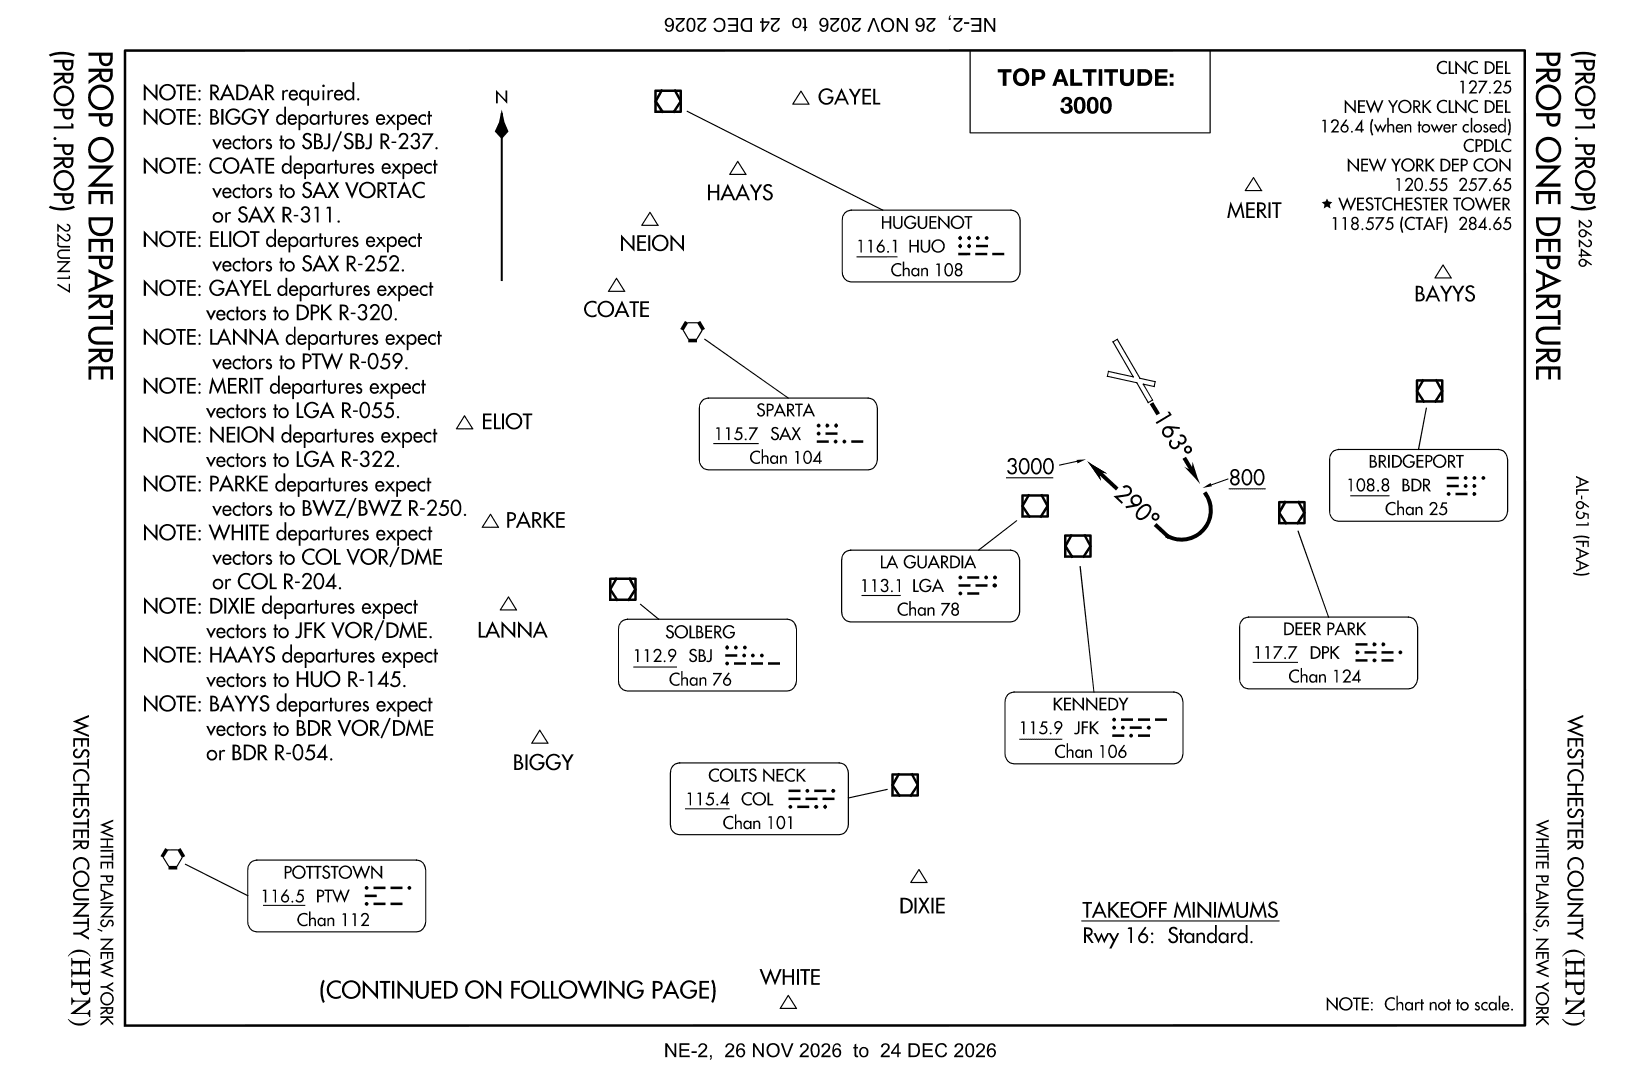 NE-2, 26 NOV 2026 to 24 DEC 2026
(PROP1.PROP) 22JUN17
PROP ONE DEPARTURE
WESTCHESTER COUNTY (HPN)
WHITE PLAINS, NEW YORK
NOTE: RADAR required.
NOTE: BIGGY departures expect
vectors to SBJ/SBJ R-237.
NOTE: COATE departures expect
vectors to SAX VORTAC
or SAX R-311.
NOTE: ELIOT departures expect
vectors to SAX R-252.
NOTE: GAYEL departures expect
vectors to DPK R-320.
NOTE: LANNA departures expect
vectors to PTW R-059.
NOTE: MERIT departures expect
vectors to LGA R-055.
NOTE: NEION departures expect
vectors to LGA R-322.
NOTE: PARKE departures expect
vectors to BWZ/BWZ R-250.
NOTE: WHITE departures expect
vectors to COL VOR/DME
or COL R-204.
NOTE: DIXIE departures expect
vectors to JFK VOR/DME.
NOTE: HAAYS departures expect
vectors to HUO R-145.
NOTE: BAYYS departures expect
vectors to BDR VOR/DME
or BDR R-054.
N
TOP ALTITUDE:
3000
CLNC DEL
127.25
NEW YORK CLNC DEL
126.4 (when tower closed)
CPDLC
NEW YORK DEP CON
120.55 257.65
★ WESTCHESTER TOWER
118.575 (CTAF) 284.65
GAYEL
HAAYS
NEION
COATE
MERIT
BAYYS
HUGUENOT
116.1 HUO
Chan 108
SPARTA
115.7 SAX
Chan 104
ELIOT
PARKE
LANNA
BIGGY
163°
800
290°
3000
BRIDGEPORT
108.8 BDR
Chan 25
LA GUARDIA
113.1 LGA
Chan 78
SOLBERG
112.9 SBJ
Chan 76
DEER PARK
117.7 DPK
Chan 124
KENNEDY
115.9 JFK
Chan 106
COLTS NECK
115.4 COL
Chan 101
POTTSTOWN
116.5 PTW
Chan 112
DIXIE
WHITE
TAKEOFF MINIMUMS
Rwy 16: Standard.
(CONTINUED ON FOLLOWING PAGE)
NOTE: Chart not to scale.
PROP ONE DEPARTURE
(PROP1.PROP) 26246
AL-651 (FAA)
WESTCHESTER COUNTY (HPN)
WHITE PLAINS, NEW YORK
NE-2, 26 NOV 2026 to 24 DEC 2026